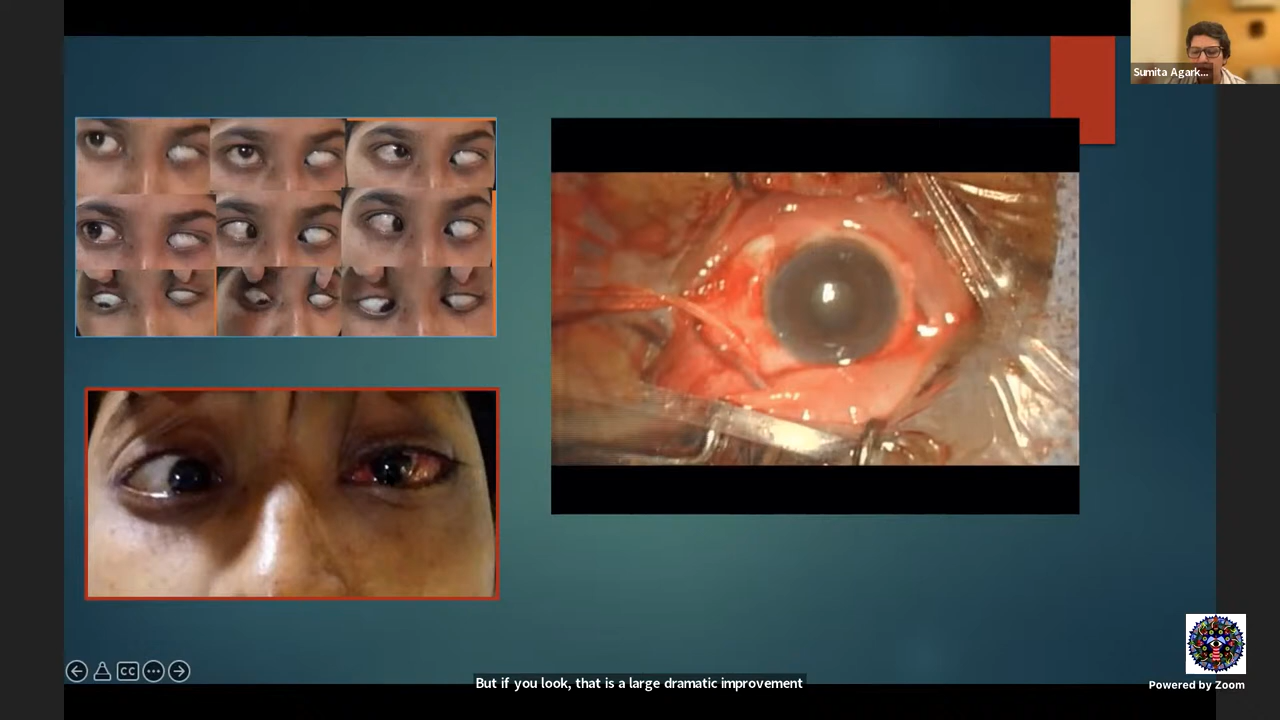 Sumita Agark...
CC
But if you look, that is a large dramatic improvement
Powered by Zoom